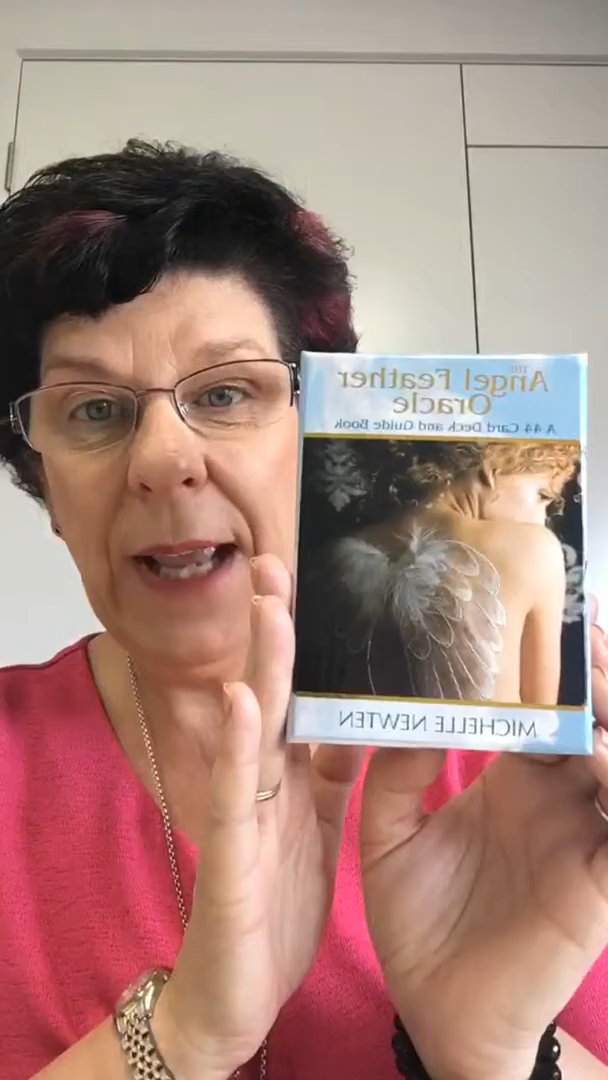 THE
Angel Feather
Oracle
A 44 Card Deck and Guide Book
MICHELLE NEWTEN